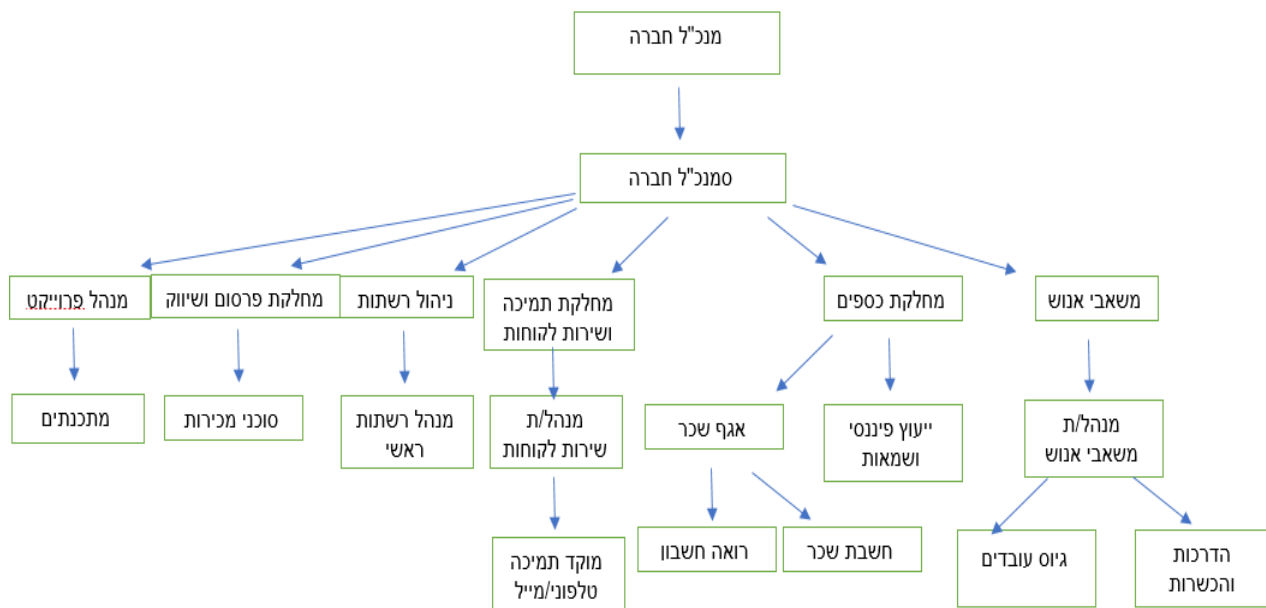 מנכ"ל חברה
סמנכ"ל חברה
משאבי אנוש
מחלקת כספים
מחלקת תמיכה
ושירות לקוחות
ניהול רשתות
מחלקת פרסום ושיווק
מנהל פרוייקט
מנהל/ת
משאבי אנוש
ייעוץ פיננסי
ושמאות
אגף שכר
מנהל/ת
שירות לקוחות
מנהל רשתות
ראשי
סוכני מכירות
מתכנתים
הדרכות
והכשרות
גיוס עובדים
חשבת שכר
רואה חשבון
מוקד תמיכה
טלפוני/מייל